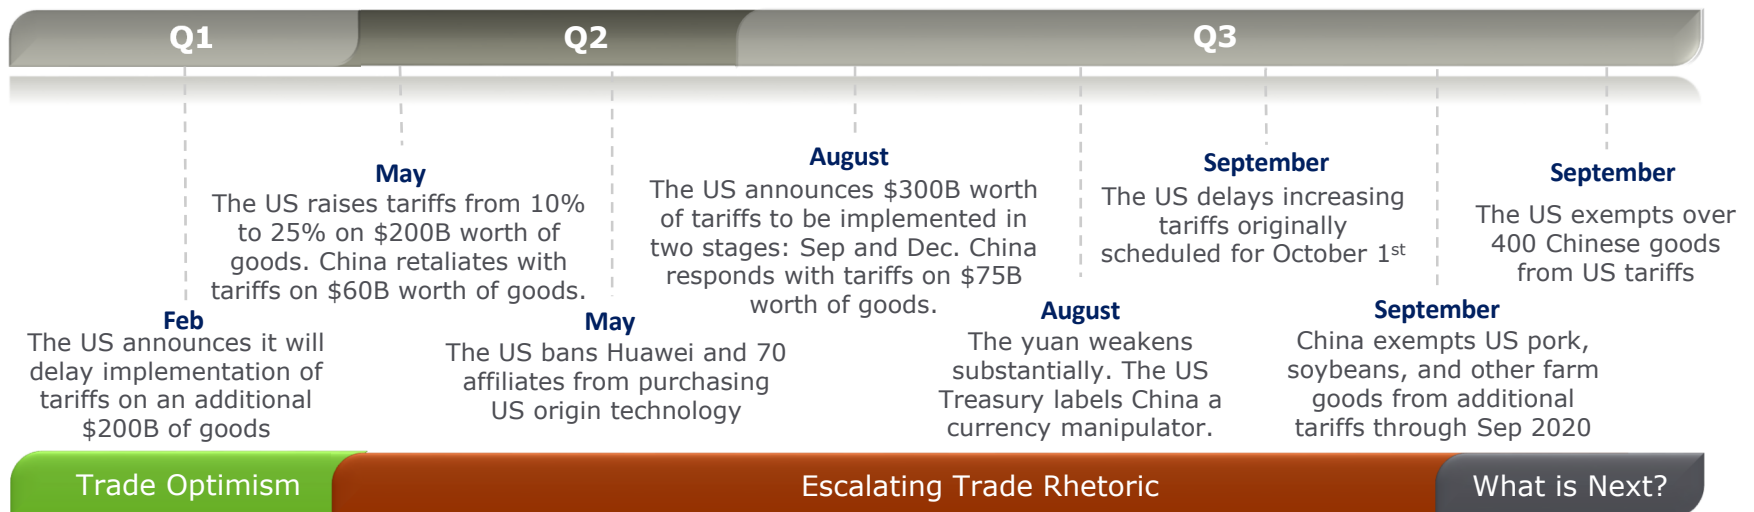 Q1
Q2
Q3
Feb
The US announces it will
delay implementation of
tariffs on an additional
$200B of goods
May
The US raises tariffs from 10%
to 25% on $200B worth of
goods. China retaliates with
tariffs on $60B worth of goods.
May
The US bans Huawei and 70
affiliates from purchasing
US origin technology
August
The US announces $300B worth
of tariffs to be implemented in
two stages: Sep and Dec. China
responds with tariffs on $75B
worth of goods.
August
The yuan weakens
substantially. The US
Treasury labels China a
currency manipulator.
September
The US delays increasing
tariffs originally
scheduled for October 1st
September
China exempts US pork,
soybeans, and other farm
goods from additional
tariffs through Sep 2020
September
The US exempts over
400 Chinese goods
from US tariffs
Trade Optimism
Escalating Trade Rhetoric
What is Next?